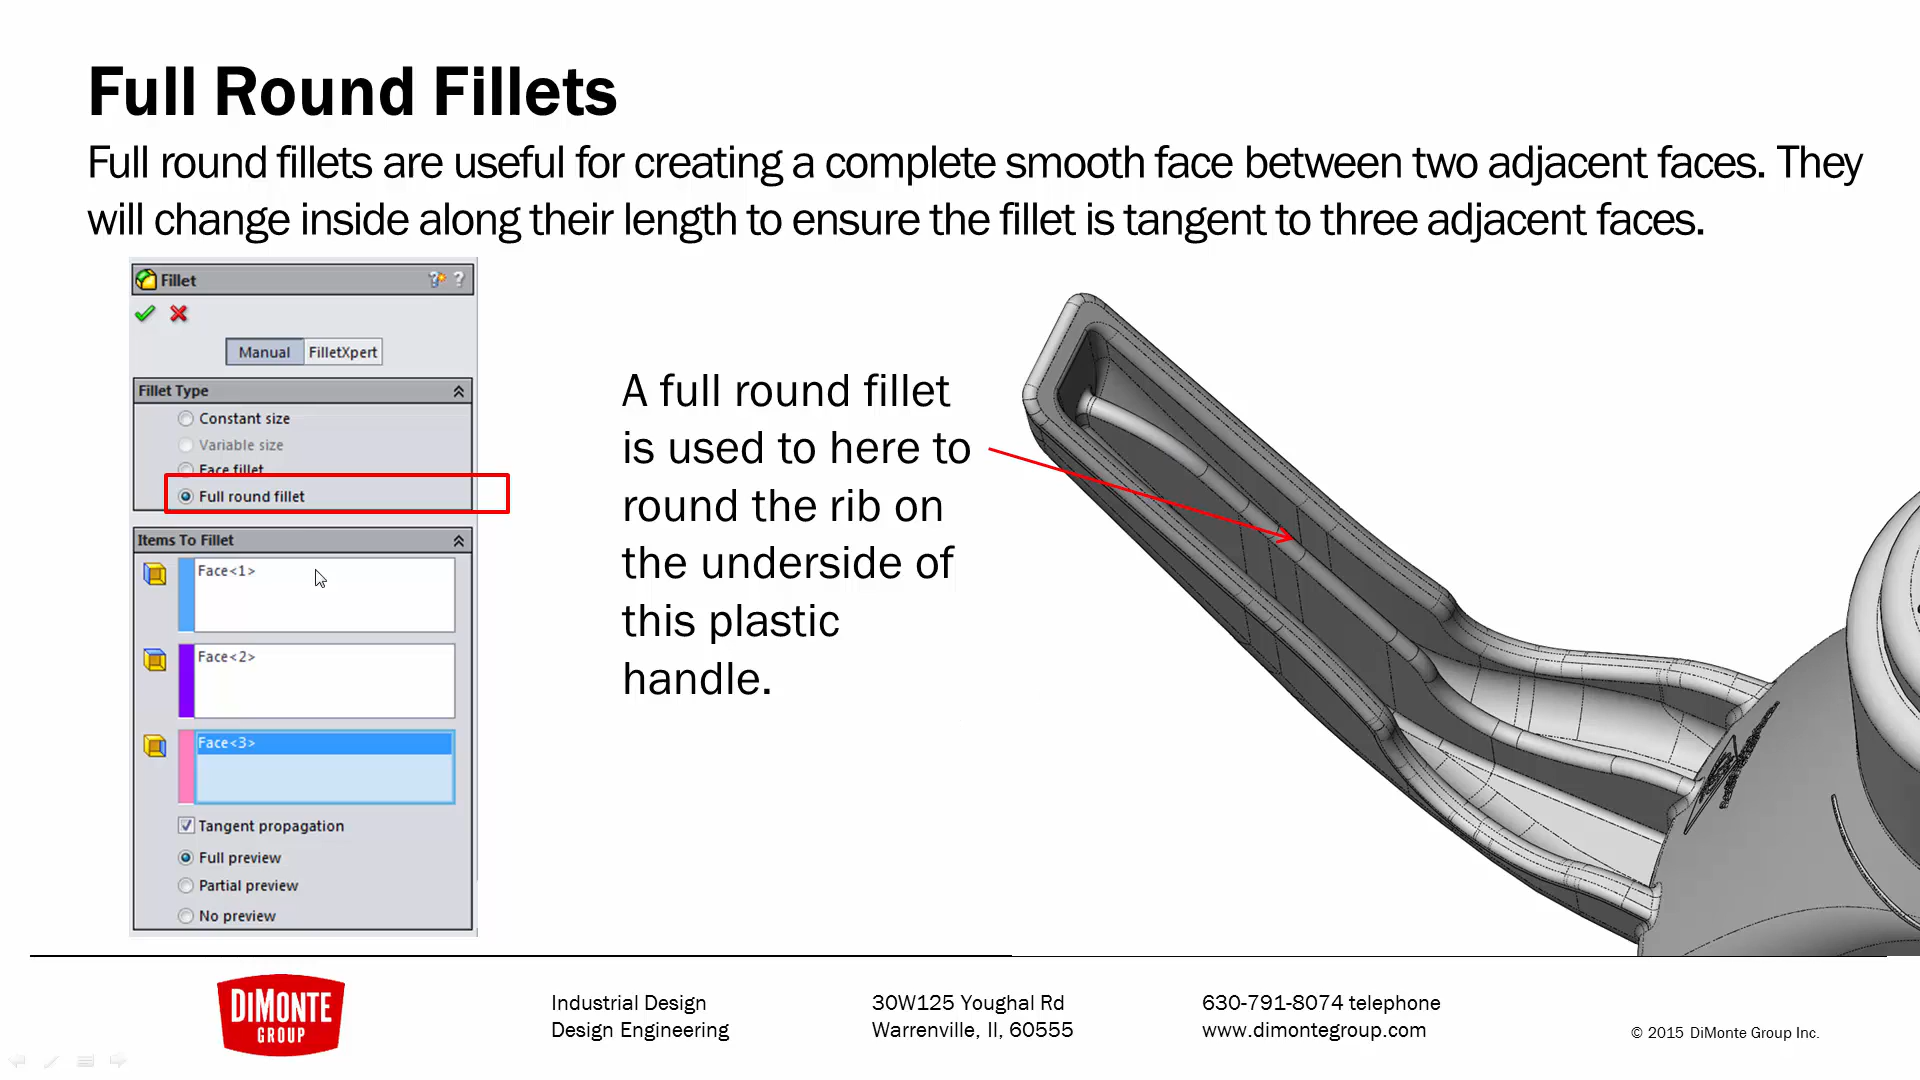 Full Round Fillets
Full round fillets are useful for creating a complete smooth face between two adjacent faces. They
will change inside along their length to ensure the fillet is tangent to three adjacent faces.
Fillet
Manual FilletXpert
Fillet Type
Constant size
Variable size
Face fillet
Full round fillet
Items To Fillet
Face<1>
Face<2>
Face<3>
Tangent propagation
Full preview
Partial preview
No preview
A full round fillet
is used to here to
round the rib on
the underside of
this plastic
handle.
DIMONTE
GROUP
Industrial Design
Design Engineering
30W125 Youghal Rd
Warrenville, Il, 60555
630-791-8074 telephone
www.dimontegroup.com
© 2015 DiMonte Group Inc.